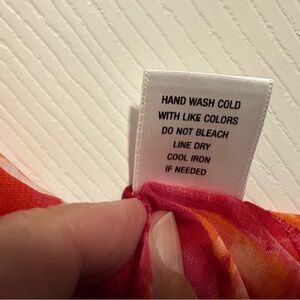 HAND WASH COLD
WITH LIKE COLORS
DO NOT BLEACH
LINE DRY
COOL IRON
IF NEEDED